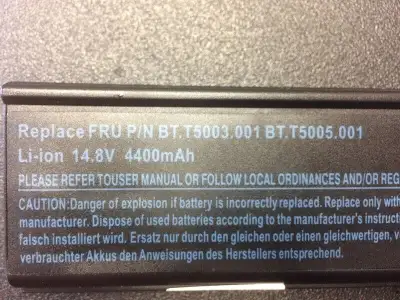 Replace FRU P/N BT.T5003.001 BT.T5005.001
Li-ion 14.8V 4400mAh
PLEASE REFER TOUSER MANUAL OR FOLLOW LOCAL ORDINANCES AND/OR REG
CAUTION:Danger of explosion if battery is incorrectly replaced. Replace only with
manufacturer. Dispose of used batteries according to the manufacturer's instruct
falsch installiert wird. Ersatz nur durch den gleichen oder einen gleichwertigen, v
verbrauchter Akkus den Anweisungen des Herstellers entsprechend.